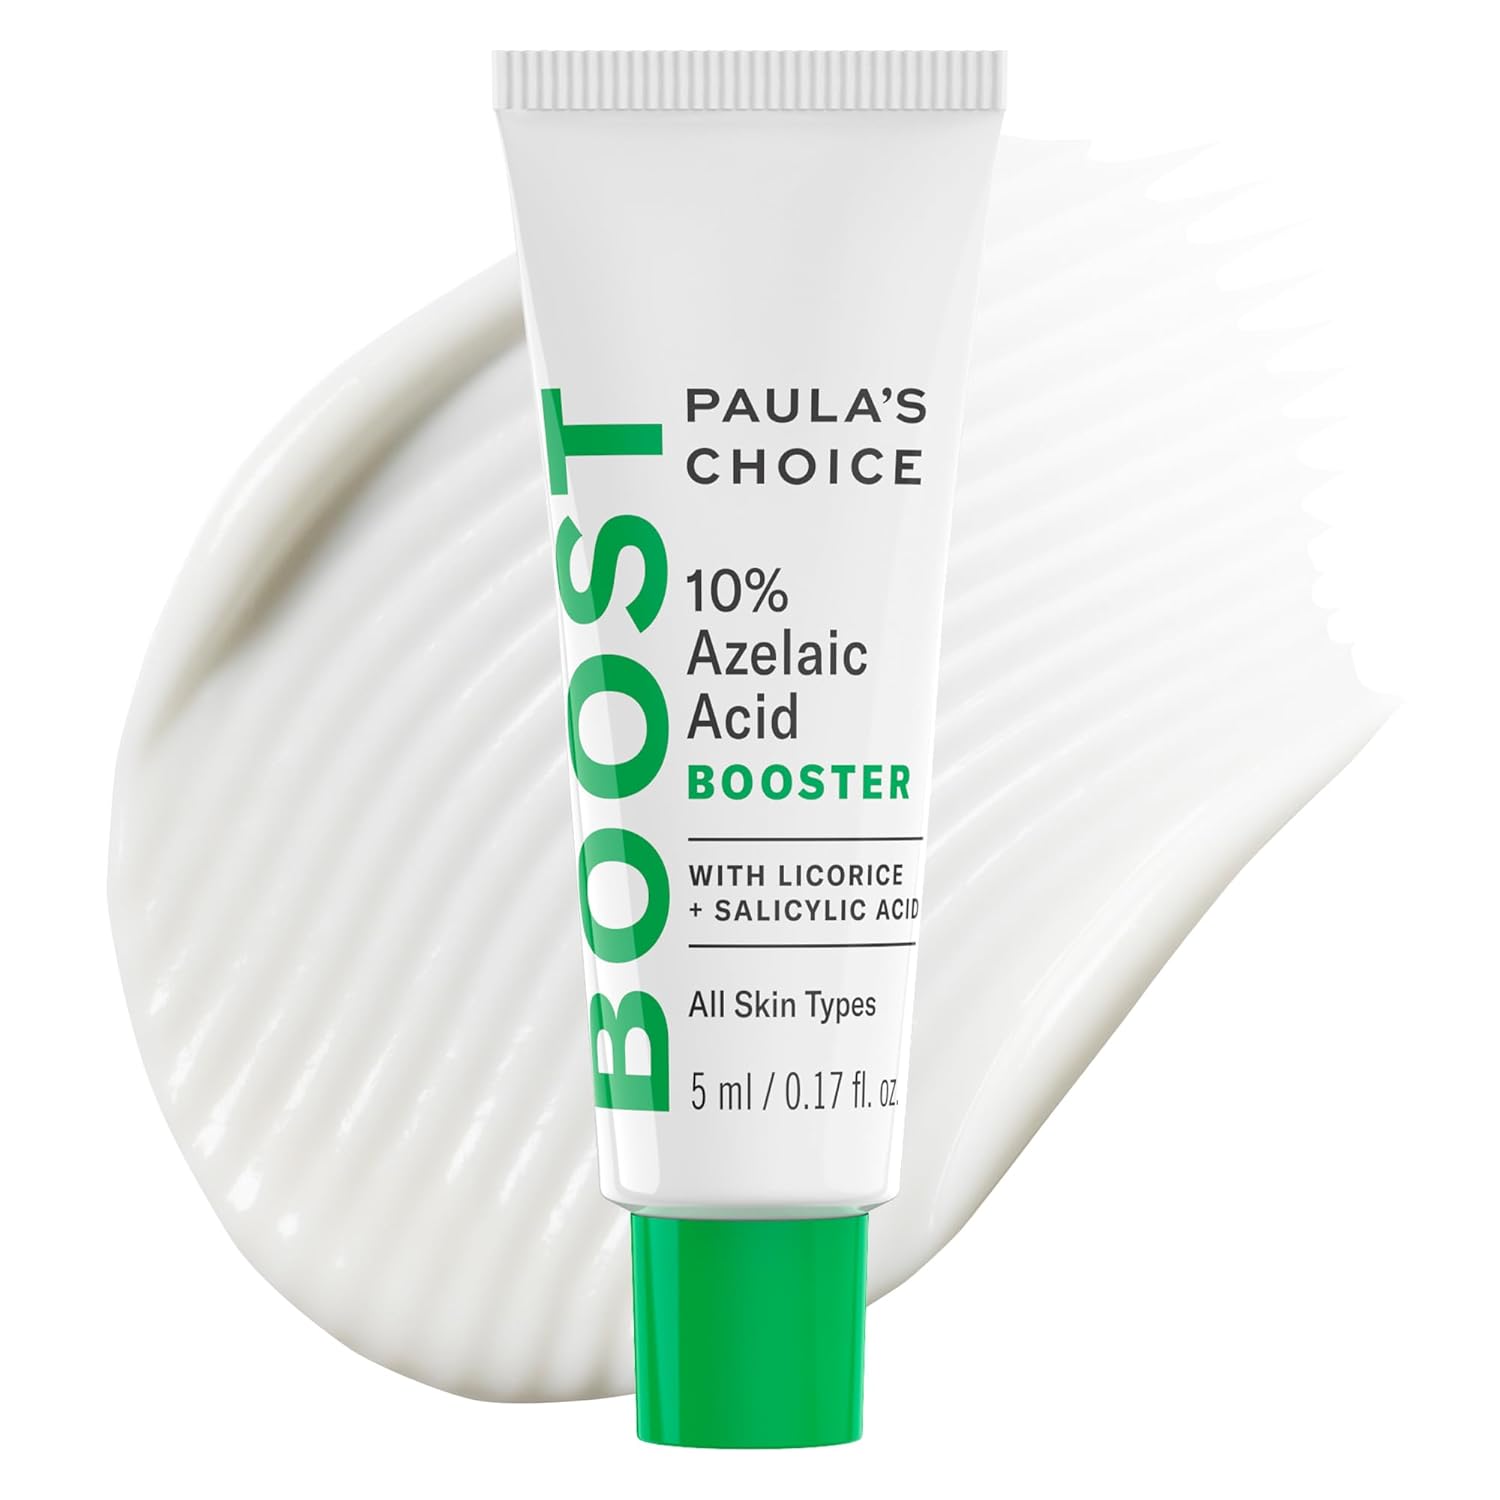 BOOST
PAULA'S
CHOICE
10%
Azelaic
Acid
BOOSTER
WITH LICORICE
+ SALICYLIC ACID
All Skin Types
5 ml / 0.17 fl. oz.